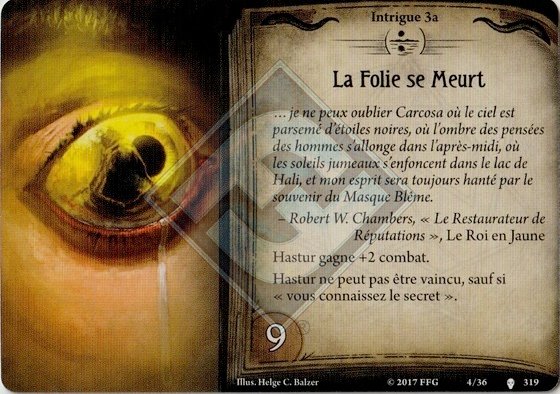 Intrigue 3a
La Folie se Meurt
… je ne peux oublier Carcosa où le ciel est
parsemé d'étoiles noires, où l'ombre des pensées
des hommes s'allonge dans l'après-midi, où
les soleils jumeaux s'enfoncent dans le lac de
Hali, et mon esprit sera toujours hanté par le
souvenir du Masque Blême.
Robert W. Chambers, « Le Restaurateur de
Réputations », Le Roi en Jaune
Hastur gagne +2 combat.
Hastur ne peut pas être vaincu, sauf si
« vous connaissez le secret ».
9
Illus. Helge C. Balzer
© 2017 FFG
4/36
319